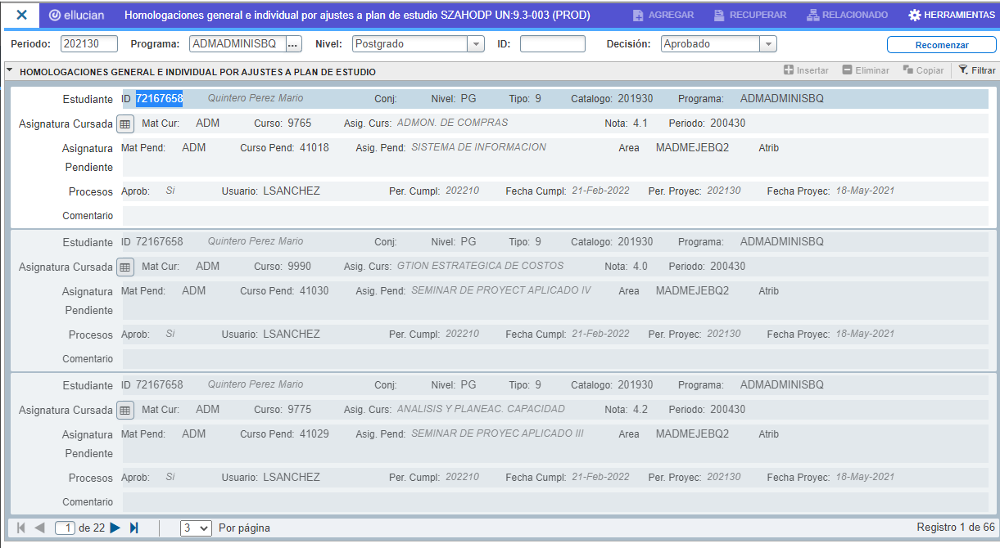 ✕ ellucian Homologaciones general e individual por ajustes a plan de estudio SZAHODP UN:9.3-003 (PROD) AGREGAR RECUPERAR RELACIONADO HERRAMIENTAS
Periodo: 202130 Programa: ADMADMINISBQ ... Nivel: Postgrado ID: Decisión: Aprobado Recomenzar
HOMOLOGACIONES GENERAL E INDIVIDUAL POR AJUSTES A PLAN DE ESTUDIO Insertar Eliminar Copiar Filtrar
Estudiante ID 72167658 Quintero Perez Mario Conj: Nivel: PG Tipo: 9 Catalogo: 201930 Programa: ADMADMINISBQ
Asignatura Cursada Mat Cur: ADM Curso: 9765 Asig. Curs: ADMON. DE COMPRAS Nota: 4.1 Periodo: 200430
Asignatura Mat Pend: ADM Curso Pend: 41018 Asig. Pend: SISTEMA DE INFORMACION Area MADMEJEBQ2 Atrib
Pendiente
Procesos Aprob: Si Usuario: LSANCHEZ Per. Cumpl: 202210 Fecha Cumpl: 21-Feb-2022 Per. Proyec: 202130 Fecha Proyec: 18-May-2021
Comentario
Estudiante ID 72167658 Quintero Perez Mario Conj: Nivel: PG Tipo: 9 Catalogo: 201930 Programa: ADMADMINISBQ
Asignatura Cursada Mat Cur: ADM Curso: 9990 Asig. Curs: GTION ESTRATEGICA DE COSTOS Nota: 4.0 Periodo: 200430
Asignatura Mat Pend: ADM Curso Pend: 41030 Asig. Pend: SEMINAR DE PROYECT APLICADO IV Area MADMEJEBQ2 Atrib
Pendiente
Procesos Aprob: Si Usuario: LSANCHEZ Per. Cumpl: 202210 Fecha Cumpl: 21-Feb-2022 Per. Proyec: 202130 Fecha Proyec: 18-May-2021
Comentario
Estudiante ID 72167658 Quintero Perez Mario Conj: Nivel: PG Tipo: 9 Catalogo: 201930 Programa: ADMADMINISBQ
Asignatura Cursada Mat Cur: ADM Curso: 9775 Asig. Curs: ANALISIS Y PLANEAC. CAPACIDAD Nota: 4.2 Periodo: 200430
Asignatura Mat Pend: ADM Curso Pend: 41029 Asig. Pend: SEMINAR DE PROYEC APLICADO III Area MADMEJEBQ2 Atrib
Pendiente
Procesos Aprob: Si Usuario: LSANCHEZ Per. Cumpl: 202210 Fecha Cumpl: 21-Feb-2022 Per. Proyec: 202130 Fecha Proyec: 18-May-2021
Comentario
1 de 22 3 Por página Registro 1 de 66